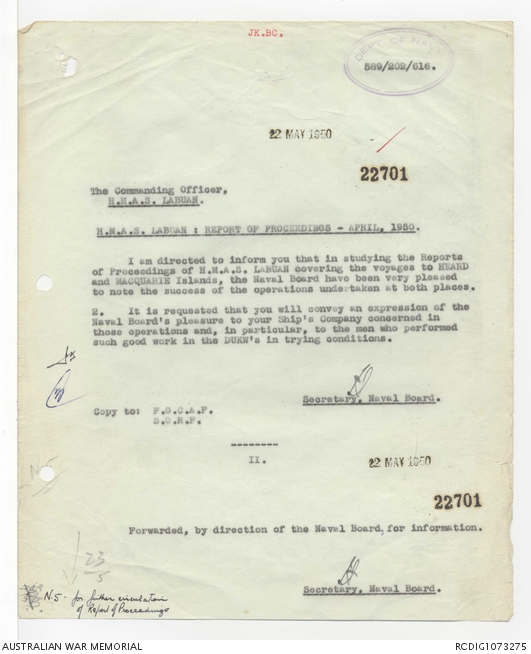 JK.BC.
DEPT. OF NAVY
569/202/616.
22 MAY 1950
22701
The Commanding Officer,
H.M.A.S. LABUAN.
H.M.A.S. LABUAN : REPORT OF PROCEEDINGS - APRIL, 1950.
I am directed to inform you that in studying the Reports
of Proceedings of H.M.A.S. LABUAN covering the voyages to HEARD
and MACQUARIE Islands, the Naval Board have been very pleased
to note the success of the operations undertaken at both places.
2. It is requested that you will convey an expression of the
Naval Board's pleasure to your Ship's Company concerned in
those operations and, in particular, to the men who performed
such good work in the DUKW's in trying conditions.
Secretary, Naval Board.
Copy to: F.O.C.A.F.
S.O.R.F.
--------
II.
22 MAY 1950
22701
Forwarded, by direction of the Naval Board, for information.
N5
23/5
Secretary, Naval Board.
N.5 - for further circulation
of Report of Proceedings
AUSTRALIAN WAR MEMORIAL
RCDIG1073275